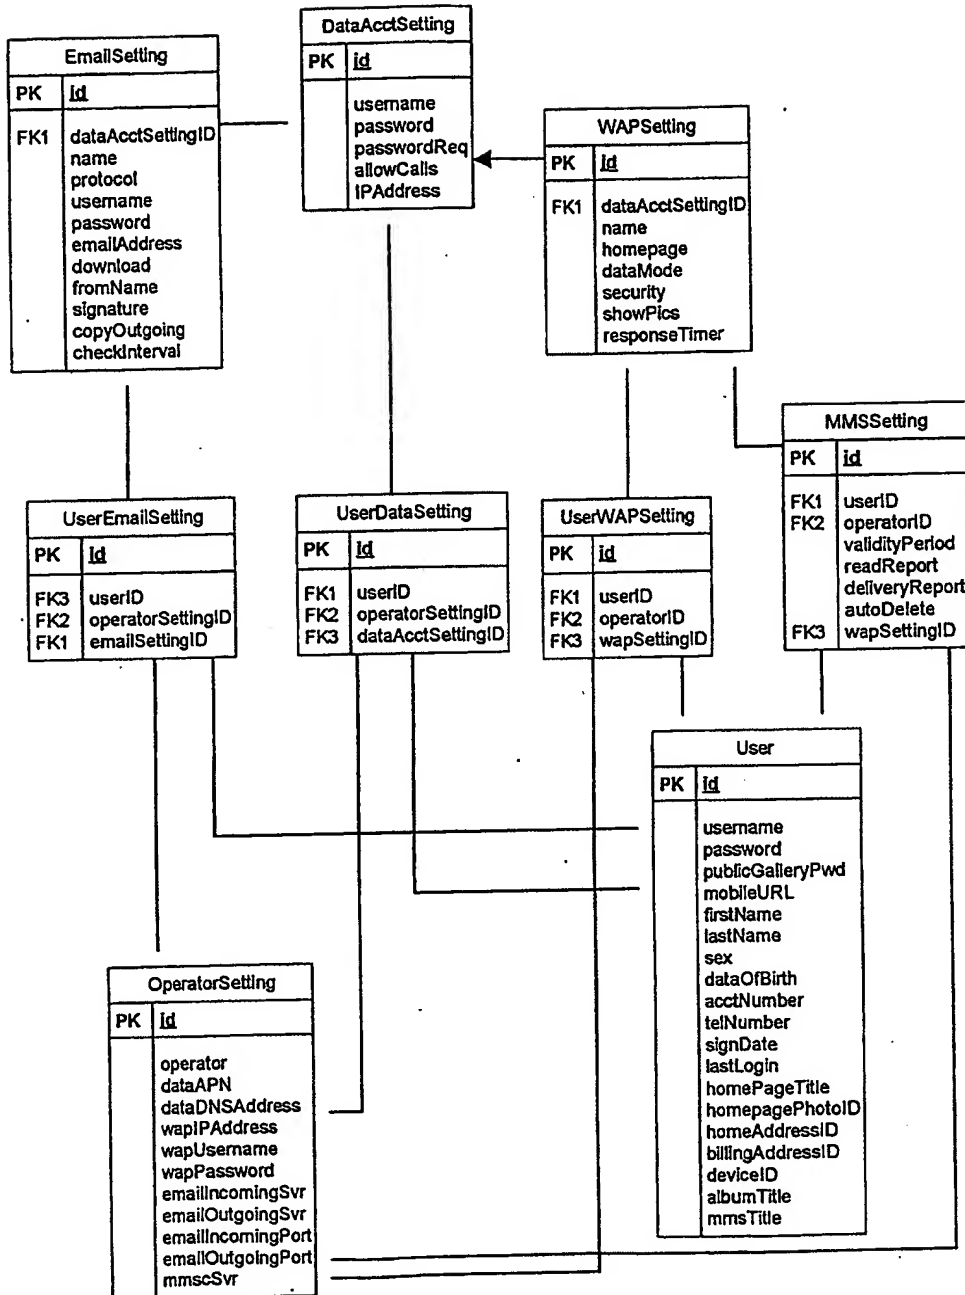 DataAcctSetting
PK id
username
password
passwordReq
allowCalls
IPAddress
EmailSetting
PK id
FK1 dataAcctSettingID
name
protocol
username
password
emailAddress
download
fromName
signature
copyOutgoing
checkInterval
WAPSetting
PK id
FK1 dataAcctSettingID
name
homepage
dataMode
security
showPics
responseTimer
MMSSetting
PK id
FK1 userID
FK2 operatorID
validityPeriod
readReport
deliveryReport
autoDelete
FK3 wapSettingID
UserEmailSetting
PK id
FK3 userID
FK2 operatorSettingID
FK1 emailSettingID
UserDataSetting
PK id
FK1 userID
FK2 operatorSettingID
FK3 dataAcctSettingID
UserWAPSetting
PK id
FK1 userID
FK2 operatorID
FK3 wapSettingID
User
PK id
username
password
publicGalleryPwd
mobileURL
firstName
lastName
sex
dataOfBirth
acctNumber
telNumber
signDate
lastLogin
homePageTitle
homepagePhotoID
homeAddressID
billingAddressID
deviceID
albumTitle
mmsTitle
OperatorSetting
PK id
operator
dataAPN
dataDNSAddress
wapIPAddress
wapUsername
wapPassword
emailIncomingSvr
emailOutgoingSvr
emailIncomingPort
emailOutgoingPort
mmscSvr